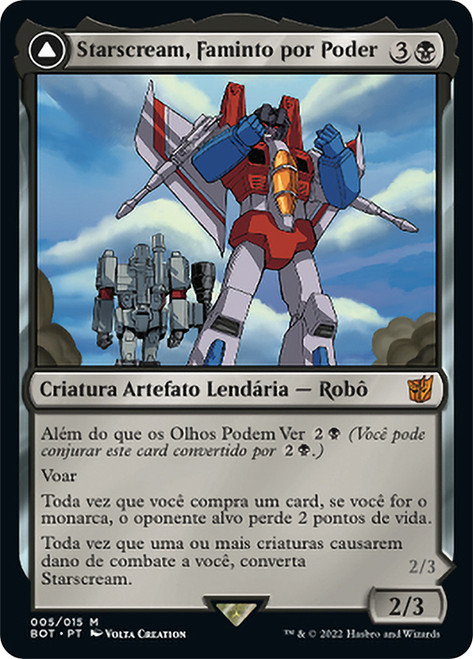 Starscream, Faminto por Poder 3
Criatura Artefato Lendária — Robô
Além do que os Olhos Podem Ver 2 (Você pode
conjurar este card convertido por 2.)
Voar
Toda vez que você compra um card, se você for o
monarca, o oponente alvo perde 2 pontos de vida.
Toda vez que uma ou mais criaturas causarem
dano de combate a você, converta
Starscream.
2/3
2/3
005/015 M
BOT • PT Volta Creation
™ & © 2022 Hasbro and Wizards